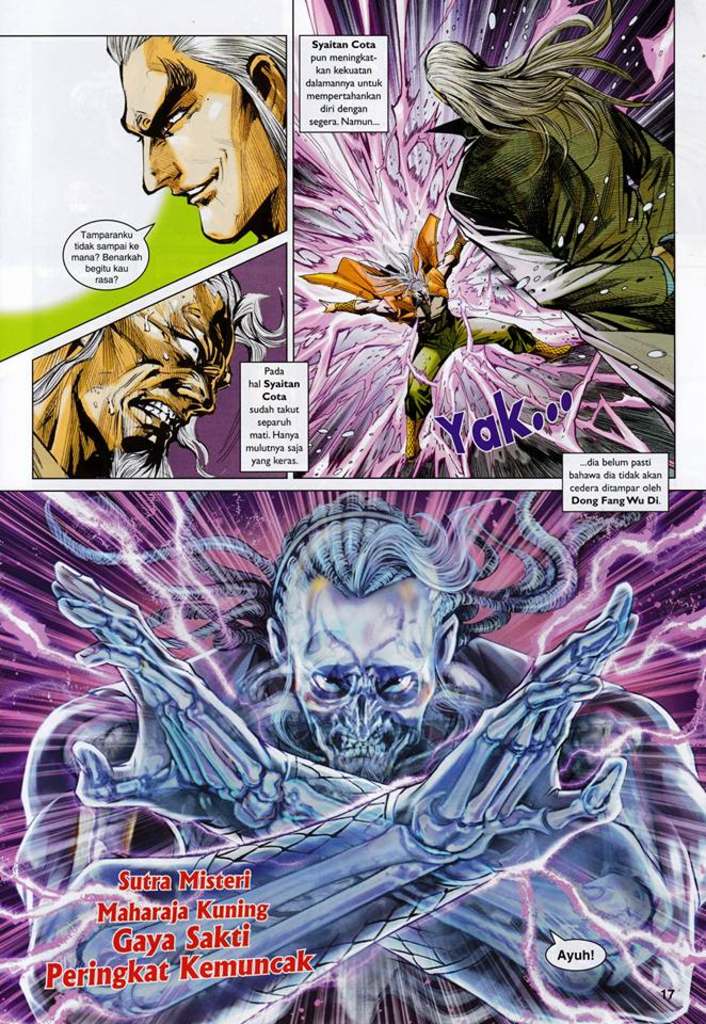 Tamparanku
tidak sampai ke
mana? Benarkah
begitu kau
rasa?
Pada
hal Syaitan
Cota
sudah takut
separuh
mati. Hanya
mulutnya saja
yang keras.
Syaitan Cota
pun meningkat-
kan kekuatan
dalamannya untuk
mempertahankan
diri dengan
segera. Namun...
Yak...
...dia belum pasti
bahawa dia tidak akan
cedera ditampar oleh
Dong Fang Wu Di.
Sutra Misteri
Maharaja Kuning
Gaya Sakti
Peringkat Kemuncak
Ayuh!
17